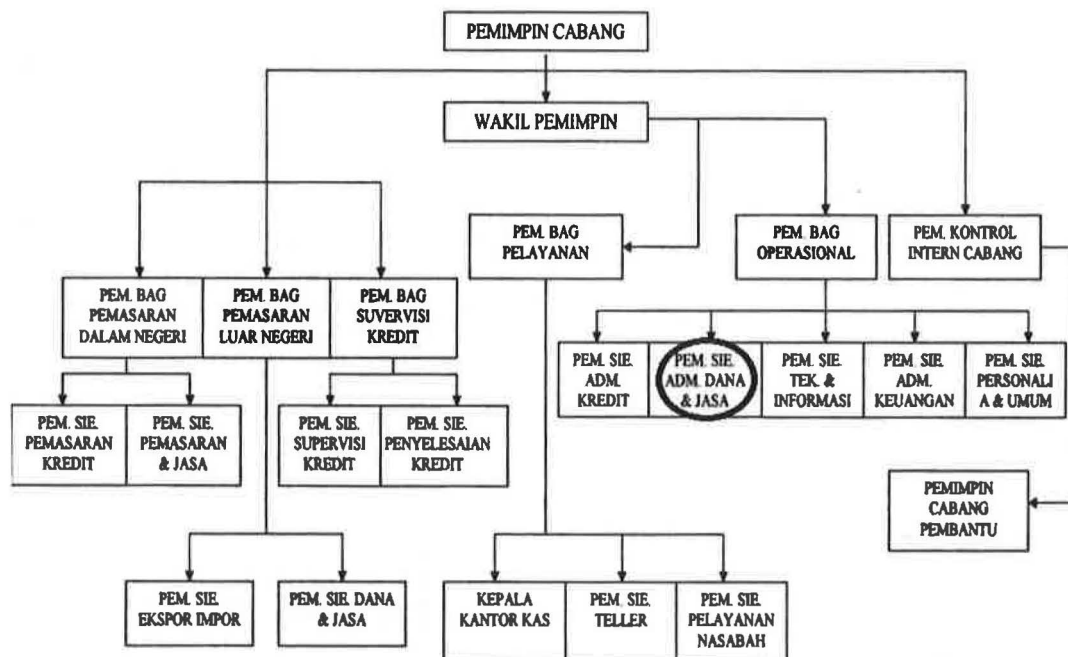 PEMIMPIN CABANG
WAKIL PEMIMPIN
PEM. BAG
PELAYANAN
PEM. BAG
OPERASIONAL
PEM. KONTROL
INTERN CABANG
PEM. BAG
PEMASARAN
DALAM NEGERI
PEM. BAG
PEMASARAN
LUAR NEGERI
PEM. BAG
SUVERVISI
KREDIT
PEM. SIE.
ADM.
KREDIT
PEM. SIE.
ADM. DANA
& JASA
PEM. SIE.
TEK. &
INFORMASI
PEM. SIE.
ADM.
KEUANGAN
PEM. SIE.
PERSONALI
A & UMUM
PEM. SIE.
PEMASARAN
KREDIT
PEM. SIE.
PEMASARAN
& JASA
PEM. SIE.
SUPERVISI
KREDIT
PEM. SIE.
PENYELESAIAN
KREDIT
PEMIMPIN
CABANG
PEMBANTU
PEM. SIE.
EKSPOR IMPOR
PEM. SIE. DANA
& JASA
KEPALA
KANTOR KAS
PEM. SIE.
TELLER
PEM. SIE.
PELAYANAN
NASABAH